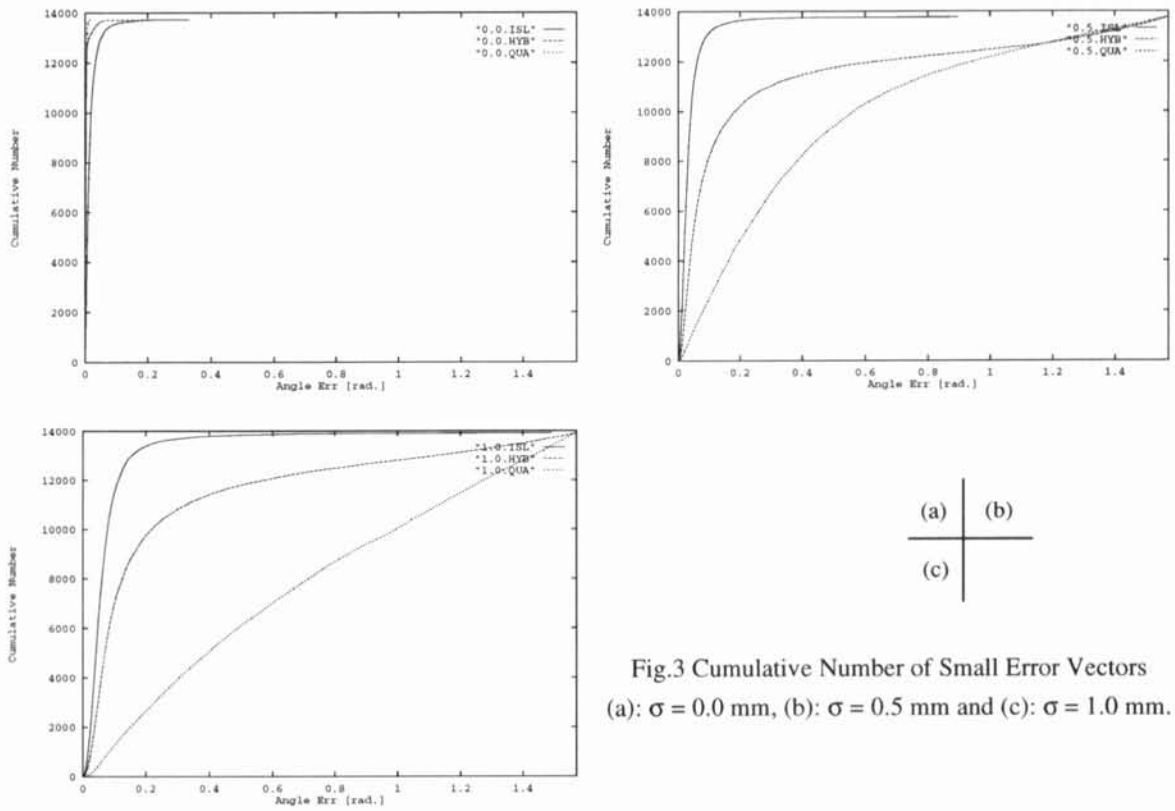 14000
12000
10000
8000
6000
4000
2000
0
Cumulative Number
"0.0.ISL"
"0.0.HYB"
"0.0.QUA"
0 0.2 0.4 0.6 0.8 1 1.2 1.4
Angle Err [rad.]
14000
12000
10000
8000
6000
4000
2000
0
Cumulative Number
"0.5.ISL"
"0.5.HYB"
"0.5.QUA"
0 0.2 0.4 0.6 0.8 1 1.2 1.4
Angle Err [rad.]
14000
12000
10000
8000
6000
4000
2000
0
Cumulative Number
"1.0.ISL"
"1.0.HYB"
"1.0.QUA"
0 0.2 0.4 0.6 0.8 1 1.2 1.4
Angle Err [rad.]
(a) (b)
(c)
Fig.3 Cumulative Number of Small Error Vectors
(a): σ = 0.0 mm, (b): σ = 0.5 mm and (c): σ = 1.0 mm.